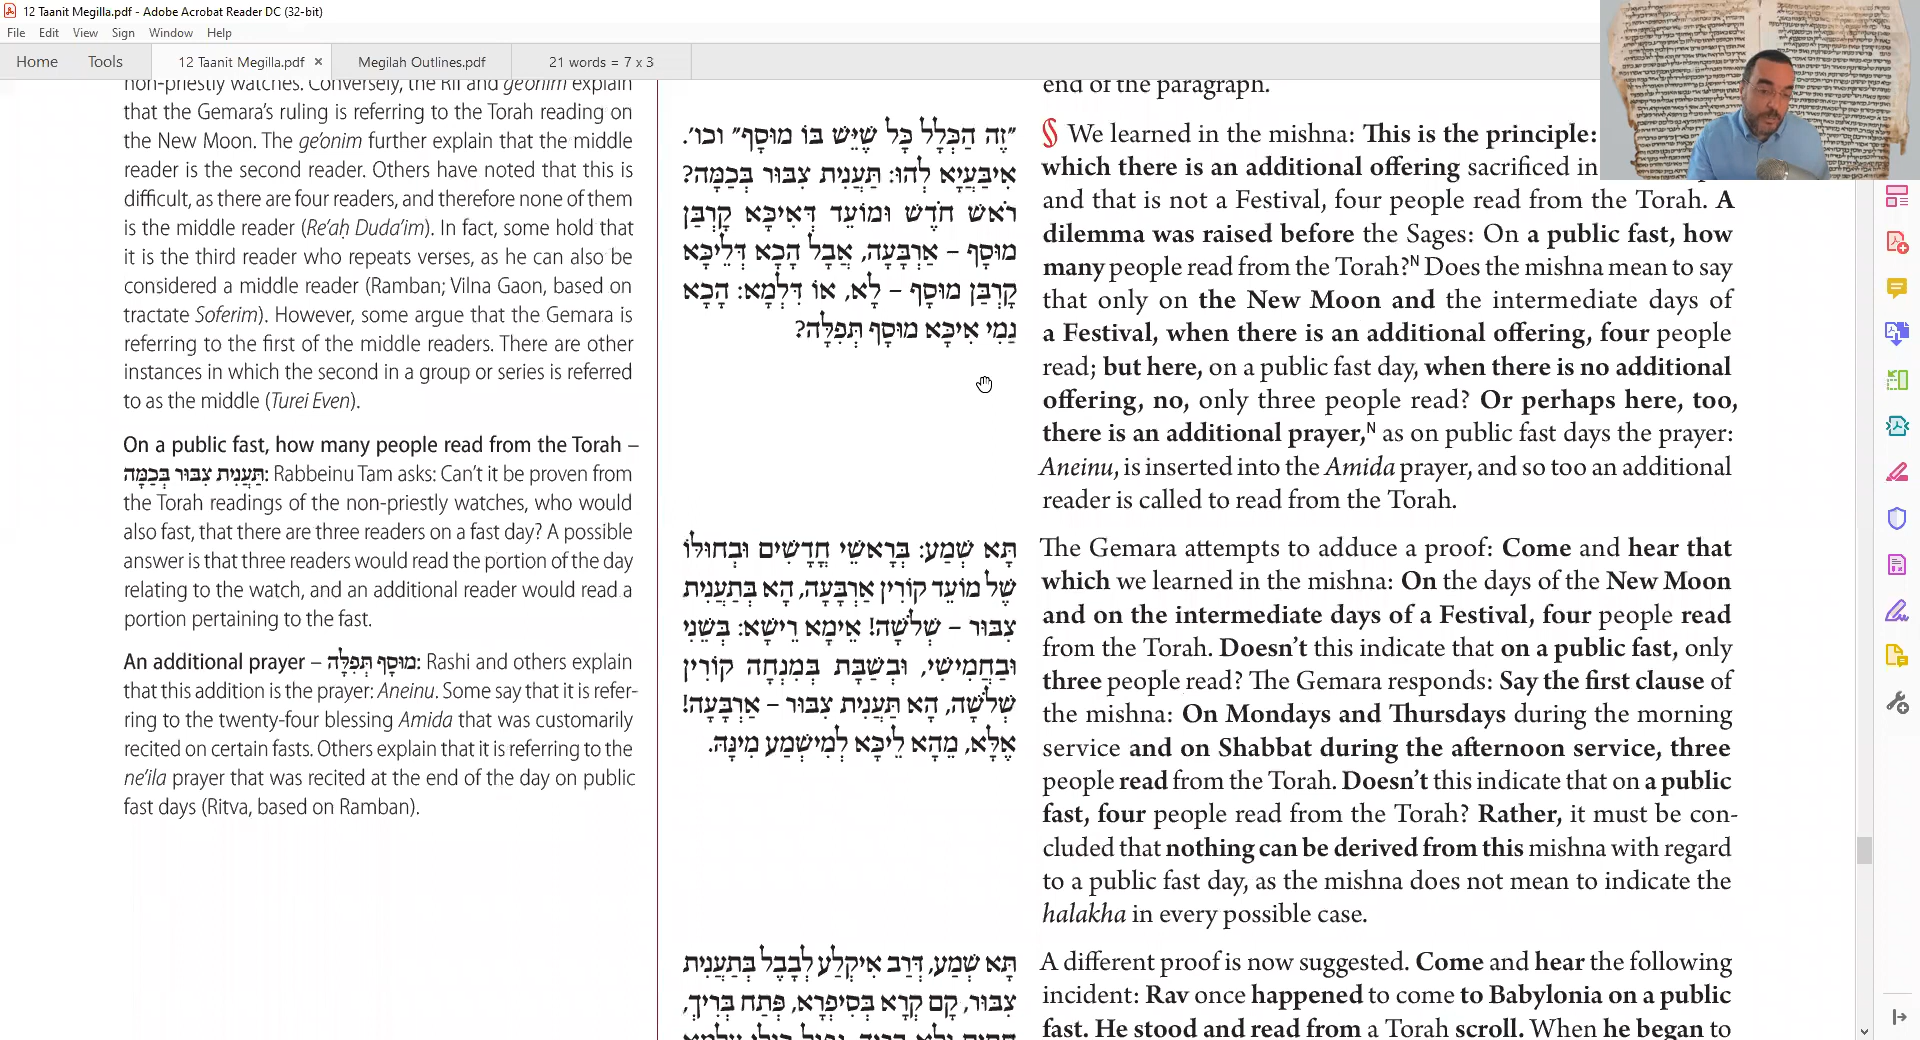 12 Taanit Megilla.pdf - Adobe Acrobat Reader DC (32-bit)
File Edit View Sign Window Help
Home Tools 12 Taanit Megilla.pdf × Megilah Outlines.pdf 21 words = 7 x 3
non-priestly watches. Conversely, the Rif and ge'onim explain
that the Gemara's ruling is referring to the Torah reading on
the New Moon. The ge'onim further explain that the middle
reader is the second reader. Others have noted that this is
difficult, as there are four readers, and therefore none of them
is the middle reader (Re'aḥ Duda'im). In fact, some hold that
it is the third reader who repeats verses, as he can also be
considered a middle reader (Ramban; Vilna Gaon, based on
tractate Soferim). However, some argue that the Gemara is
referring to the first of the middle readers. There are other
instances in which the second in a group or series is referred
to as the middle (Turei Even).
On a public fast, how many people read from the Torah –
תַּעֲנִית צִבּוּר בְּכַמָּה: Rabbeinu Tam asks: Can't it be proven from
the Torah readings of the non-priestly watches, who would
also fast, that there are three readers on a fast day? A possible
answer is that three readers would read the portion of the day
relating to the watch, and an additional reader would read a
portion pertaining to the fast.
An additional prayer – מוּסָף תְּפִלָּה: Rashi and others explain
that this addition is the prayer: Aneinu. Some say that it is refer-
ring to the twenty-four blessing Amida that was customarily
recited on certain fasts. Others explain that it is referring to the
ne'ila prayer that was recited at the end of the day on public
fast days (Ritva, based on Ramban).
״זֶה הַכְּלָל כׇּל שֶׁיֵּשׁ בּוֹ מוּסָף״ וכו׳.
אִיבַּעֲיָא לְהוּ: תַּעֲנִית צִבּוּר בְּכַמָּה?
רֹאשׁ חֹדֶשׁ וּמוֹעֵד דְּאִיכָּא קָרְבַּן
מוּסָף – אַרְבָּעָה, אֲבָל הָכָא דְּלֵיכָּא
קָרְבַּן מוּסָף – לָא, אוֹ דִּלְמָא: הָכָא
נַמִי אִיכָּא מוּסָף תְּפִלָּה?
תָּא שְׁמַע: בְּרָאשֵׁי חֳדָשִׁים וּבְחוּלּוֹ
שֶׁל מוֹעֵד קוֹרִין אַרְבָּעָה, הָא בְּתַעֲנִית
צִבּוּר – שְׁלֹשָׁה! אֵימָא רֵישָׁא: בְּשֵׁנִי
וּבַחֲמִישִׁי, וּבְשַׁבָּת בְּמִנְחָה קוֹרִין
שְׁלֹשָׁה, הָא תַּעֲנִית צִבּוּר – אַרְבָּעָה!
אֶלָּא, מֵהָא לֵיכָּא לְמִישְׁמַע מִינָּהּ.
תָּא שְׁמַע, דְּרַב אִיקְלַע לְבָבֶל בְּתַעֲנִית
צִבּוּר, קָם קְרָא בְּסִיפְרָא, פְּתַח בְּרִיךְ,
end of the paragraph.
§ We learned in the mishna: This is the principle:
which there is an additional offering sacrificed in
and that is not a Festival, four people read from the Torah. A
dilemma was raised before the Sages: On a public fast, how
many people read from the Torah?N Does the mishna mean to say
that only on the New Moon and the intermediate days of
a Festival, when there is an additional offering, four people
read; but here, on a public fast day, when there is no additional
offering, no, only three people read? Or perhaps here, too,
there is an additional prayer,N as on public fast days the prayer:
Aneinu, is inserted into the Amida prayer, and so too an additional
reader is called to read from the Torah.
The Gemara attempts to adduce a proof: Come and hear that
which we learned in the mishna: On the days of the New Moon
and on the intermediate days of a Festival, four people read
from the Torah. Doesn't this indicate that on a public fast, only
three people read? The Gemara responds: Say the first clause of
the mishna: On Mondays and Thursdays during the morning
service and on Shabbat during the afternoon service, three
people read from the Torah. Doesn't this indicate that on a public
fast, four people read from the Torah? Rather, it must be con-
cluded that nothing can be derived from this mishna with regard
to a public fast day, as the mishna does not mean to indicate the
halakha in every possible case.
A different proof is now suggested. Come and hear the following
incident: Rav once happened to come to Babylonia on a public
fast. He stood and read from a Torah scroll. When he began to